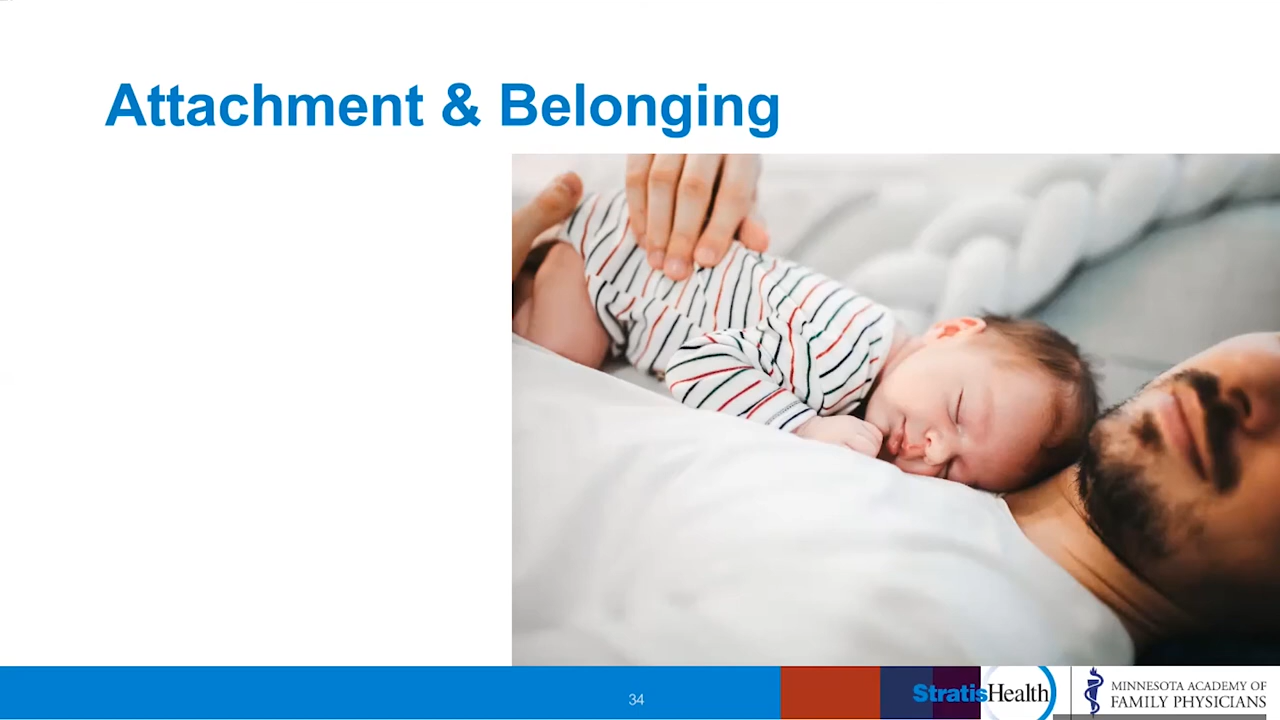 Attachment & Belonging
34
StratisHealth
MINNESOTA ACADEMY OF
FAMILY PHYSICIANS